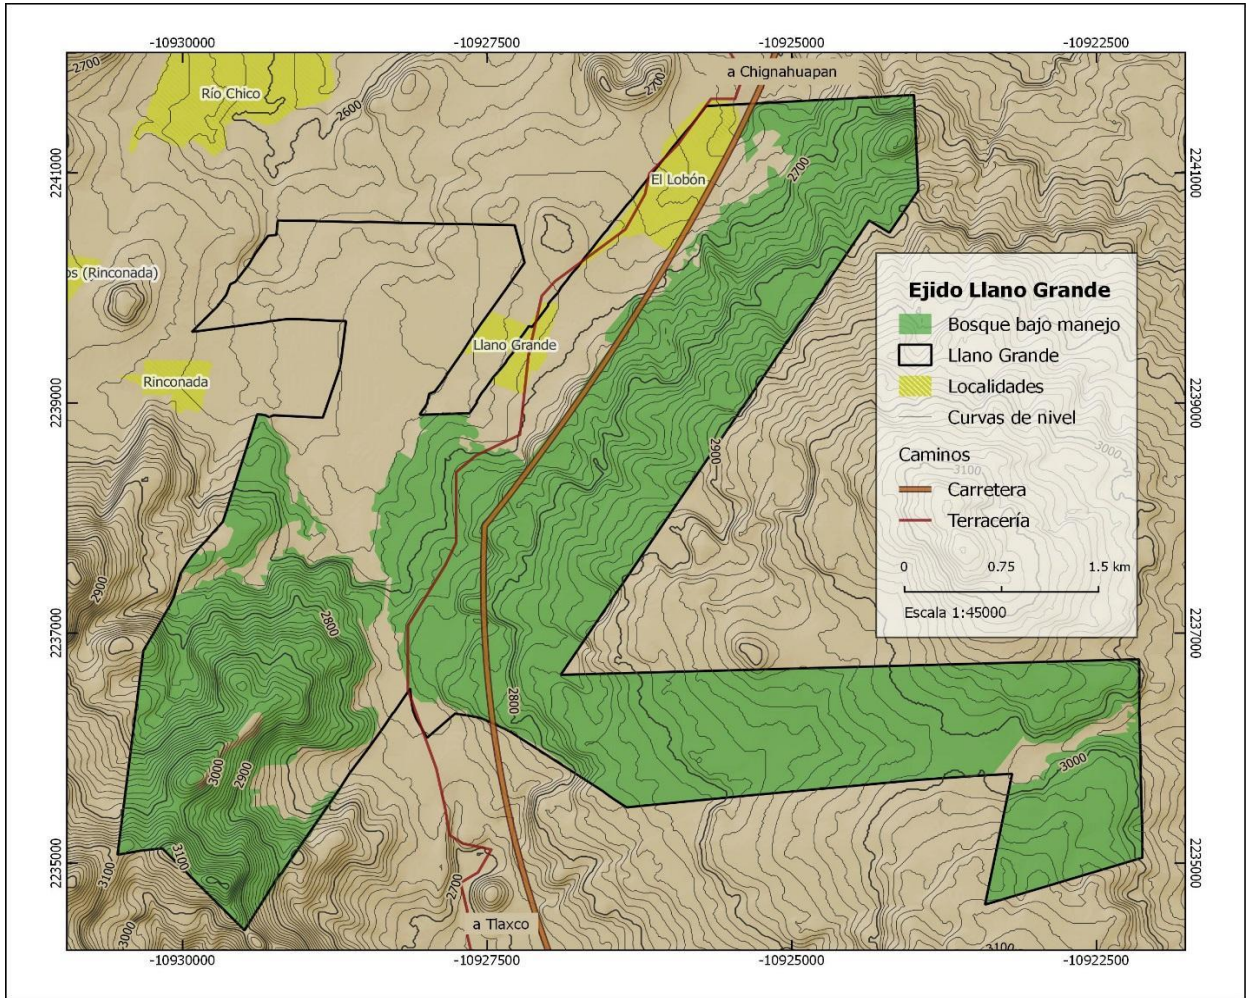 -10930000
-10927500
-10925000
-10922500
2700
a Chignahuapan
2700
Río Chico
2600
2241000
El Lobón
2700
2241000
os (Rinconada)
Ejido Llano Grande
Bosque bajo manejo
Llano Grande
Llano Grande
Rinconada
Localidades
2239000
2239000
Curvas de nivel
2900
3000
Caminos
3100
Carretera
Terracería
0
0.75
1.5 km
2900
Escala 1:45000
2800
2237000
2237000
2800
3000
2900
3000
3100
3100
2235000
2235000
2700
a Tlaxco
3000
3100
-10930000
-10927500
-10925000
-10922500